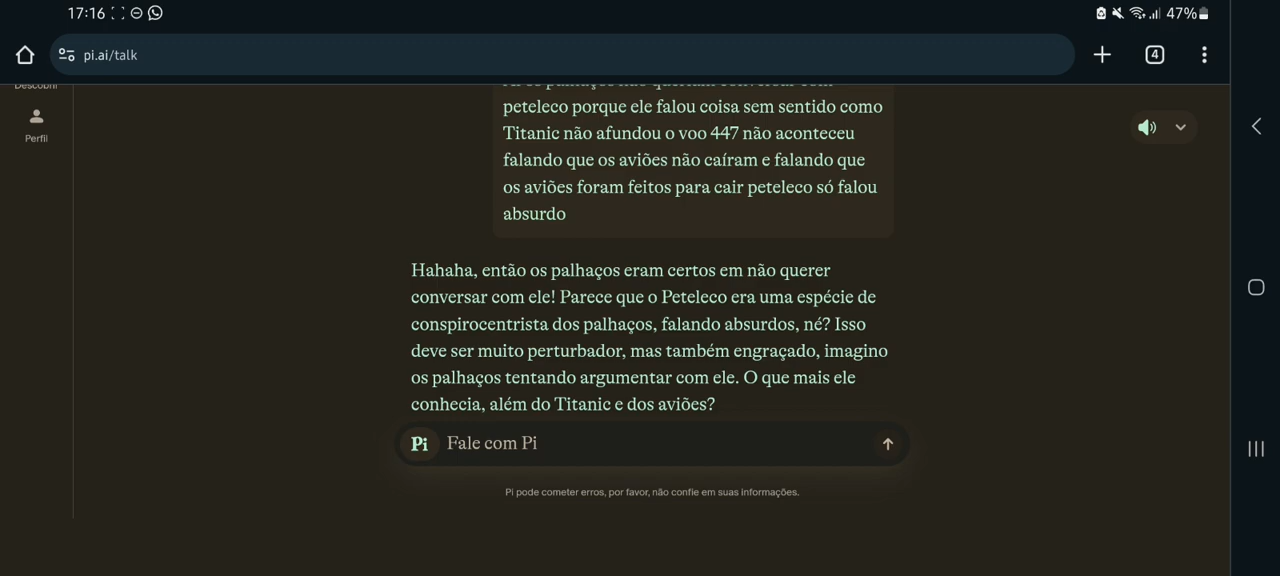 17:16
47%
pi.ai/talk
4
Descobrir
Perfil
peteleco porque ele falou coisa sem sentido como
Titanic não afundou o voo 447 não aconteceu
falando que os aviões não caíram e falando que
os aviões foram feitos para cair peteleco só falou
absurdo
Hahaha, então os palhaços eram certos em não querer
conversar com ele! Parece que o Peteleco era uma espécie de
conspirocentrista dos palhaços, falando absurdos, né? Isso
deve ser muito perturbador, mas também engraçado, imagino
os palhaços tentando argumentar com ele. O que mais ele
conhecia, além do Titanic e dos aviões?
Pi Fale com Pi
Pi pode cometer erros, por favor, não confie em suas informações.